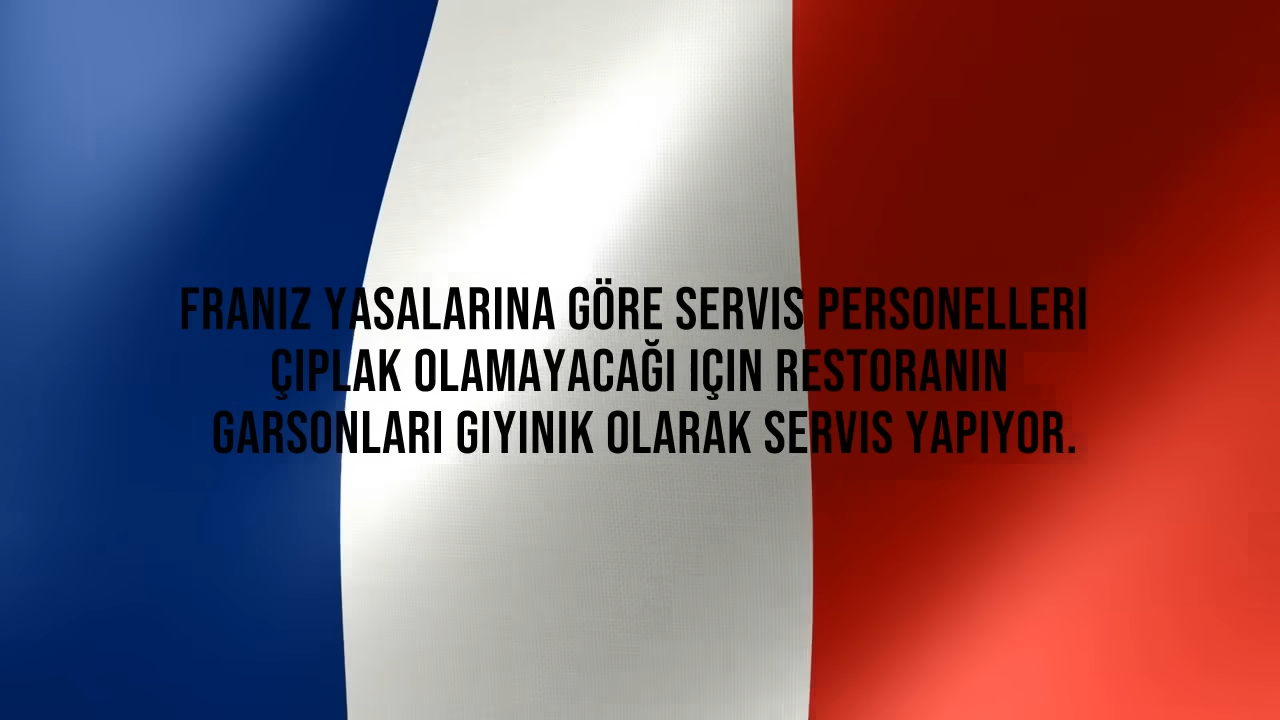 FRANIZ YASALARINA GÖRE SERVIS PERSONELLERI
ÇIPLAK OLAMAYACAĞI IÇIN RESTORANIN
GARSONLARI GIYINIK OLARAK SERVIS YAPIYOR.